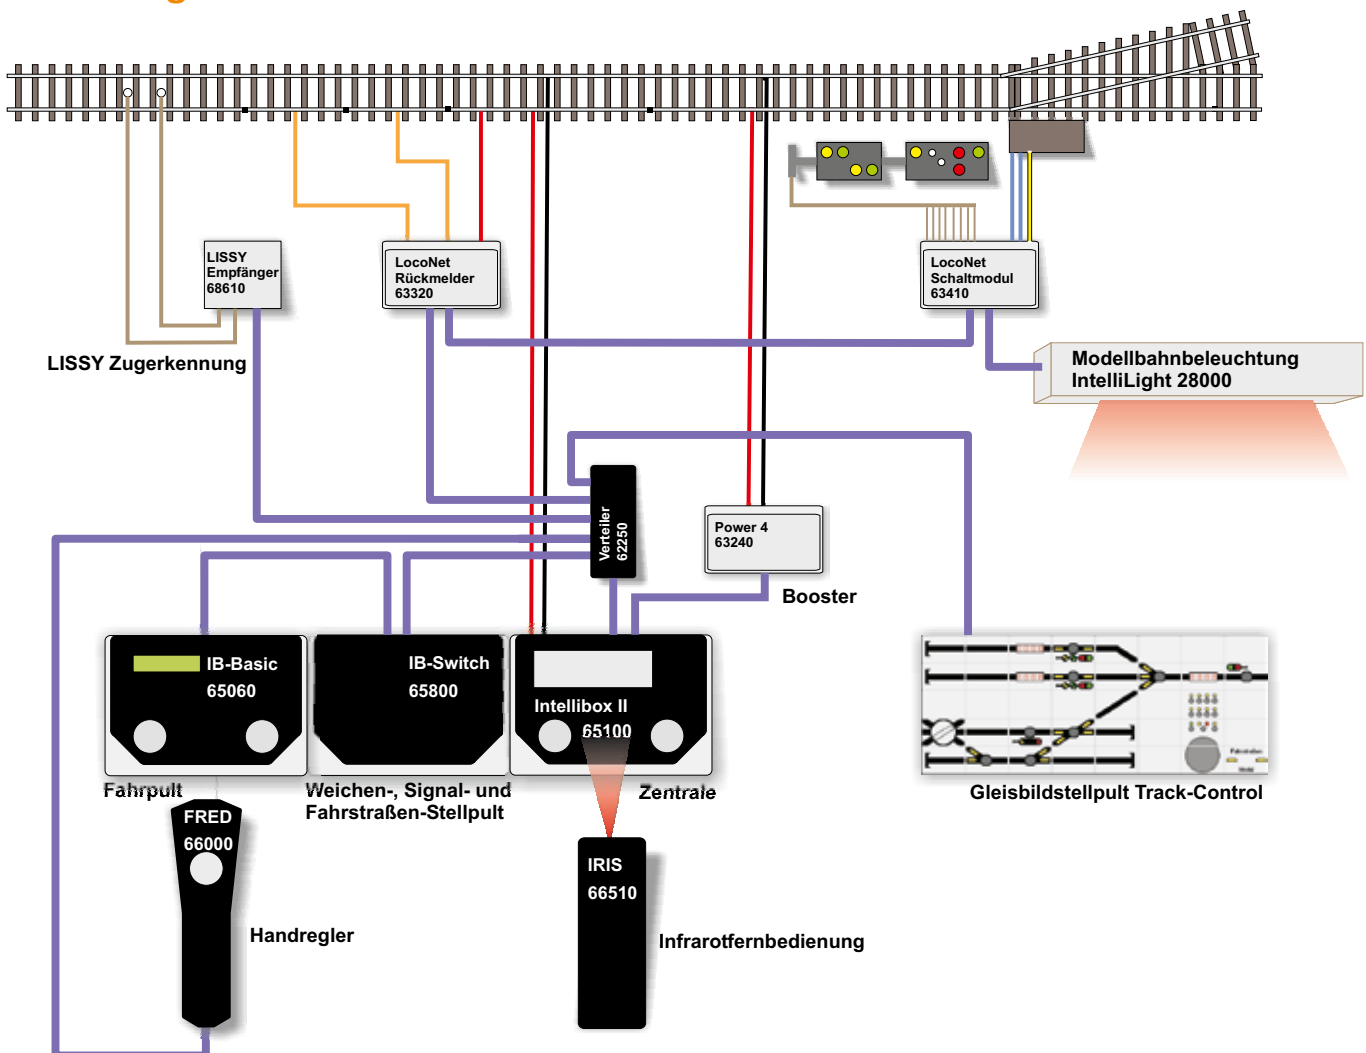 LISSY
Empfänger
68610
LISSY Zugerkennung
LocoNet
Rückmelder
63320
LocoNet
Schaltmodul
63410
Modellbahnbeleuchtung
IntelliLight 28000
Verteiler
62250
Power 4
63240
Booster
IB-Basic
65060
Fahrpult
IB-Switch
65800
Weichen-, Signal- und
Fahrstraßen-Stellpult
Intellibox II
65100
Zentrale
Gleisbildstellpult Track-Control
FRED
66000
Handregler
IRIS
66510
Infrarotfernbedienung